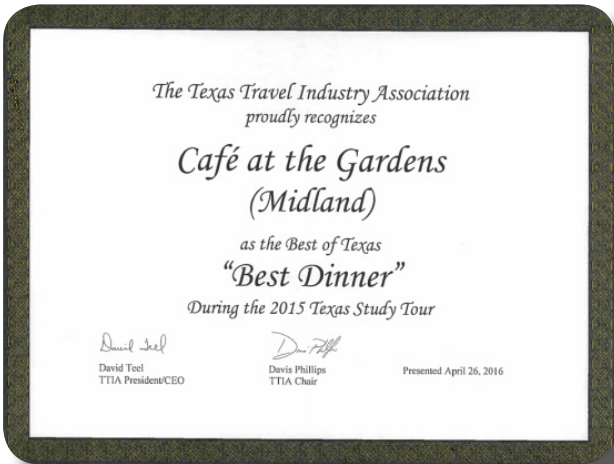 The Texas Travel Industry Association
proudly recognizes
Café at the Gardens
(Midland)
as the Best of Texas
“Best Dinner”
During the 2015 Texas Study Tour
David Teel
David Teel
TTIA President/CEO
Davis Phillips
TTIA Chair
Presented April 26, 2016